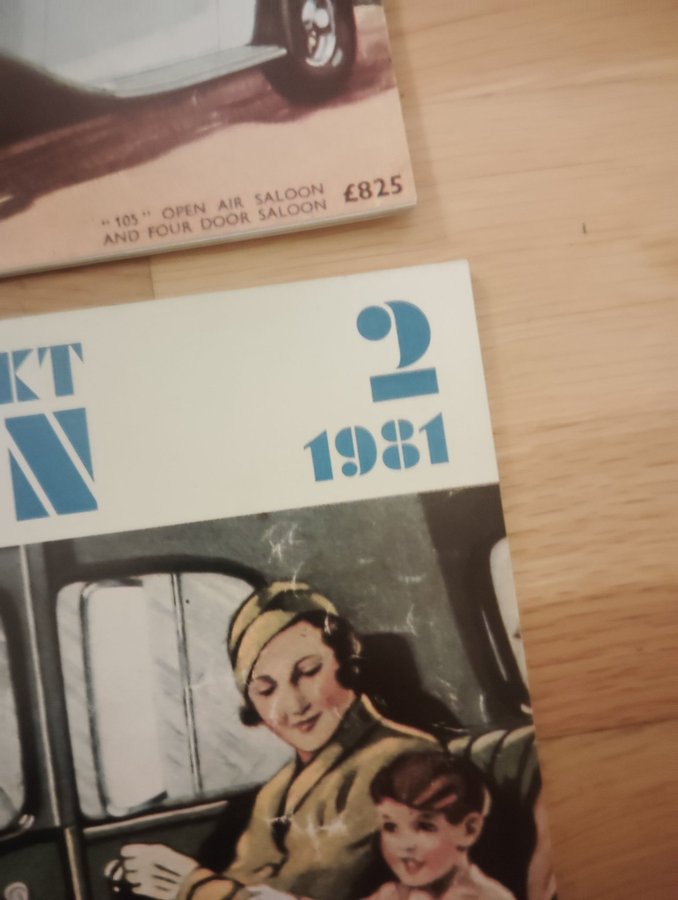 "105" OPEN AIR SALOON
AND FOUR DOOR SALOON
£825
KT
2
N
1981